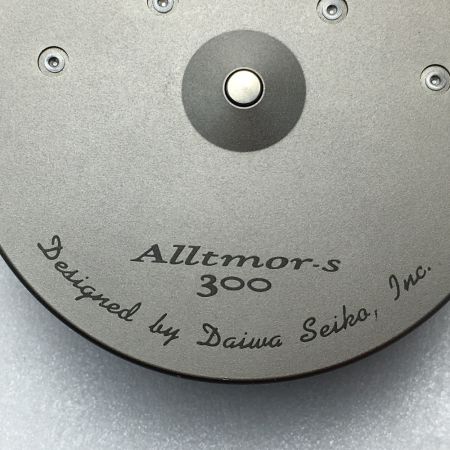 Alltmor-s
300
Designed by Daiwa Seiko, Inc.